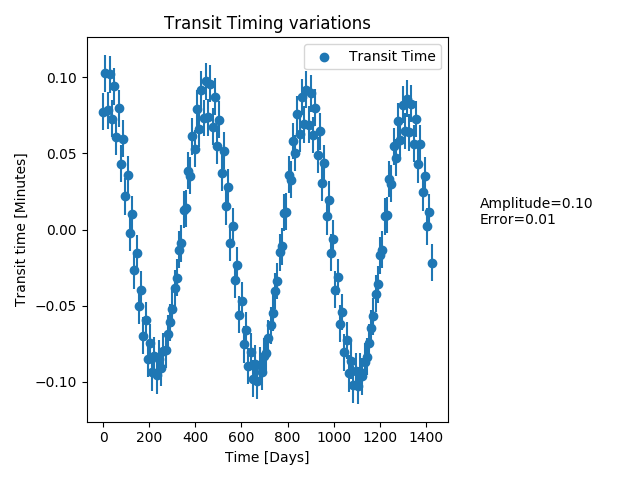 Transit Timing variations
Transit Time
Transit time [Minutes]
0.10
0.05
0.00
−0.05
−0.10
0
200
400
600
800
1000
1200
1400
Time [Days]
Amplitude=0.10
Error=0.01